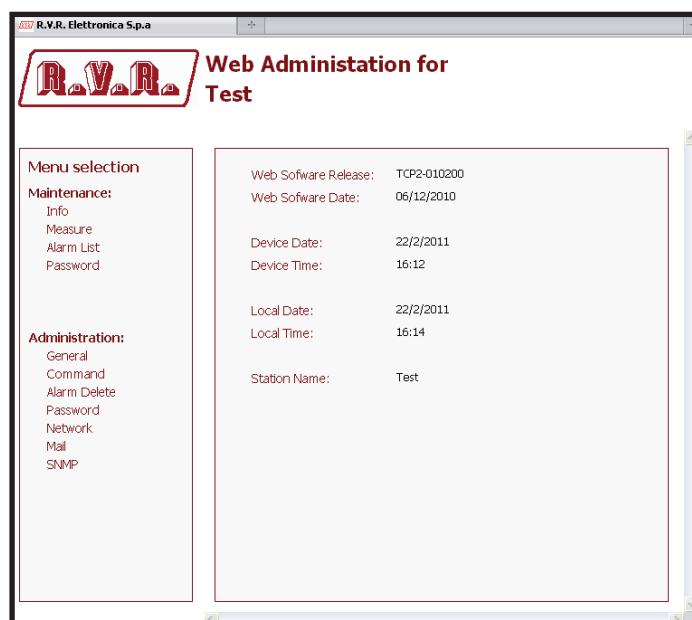 R.V.R. Elettronica S.p.a
R.V.R.
Web Administation for
Test
Menu selection
Maintenance:
Info
Measure
Alarm List
Password
Administration:
General
Command
Alarm Delete
Password
Network
Mail
SNMP
Web Sofware Release: TCP2-010200
Web Sofware Date: 06/12/2010
Device Date: 22/2/2011
Device Time: 16:12
Local Date: 22/2/2011
Local Time: 16:14
Station Name: Test